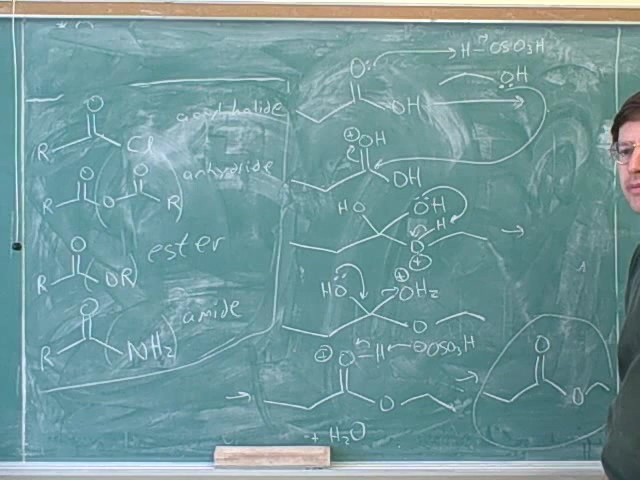 O
R
Cl
acyl halide
O
O
R
O
R
anhydride
O
R
OR
ester
O
R
NH2
amide
O:
H-OSO3H
OH
OH
⊕OH
OH
HO
OH
H
O
⊕
HO
⊕
OH2
O
⊕
O
H
⊖OSO3H
O
+ H2O
O
O